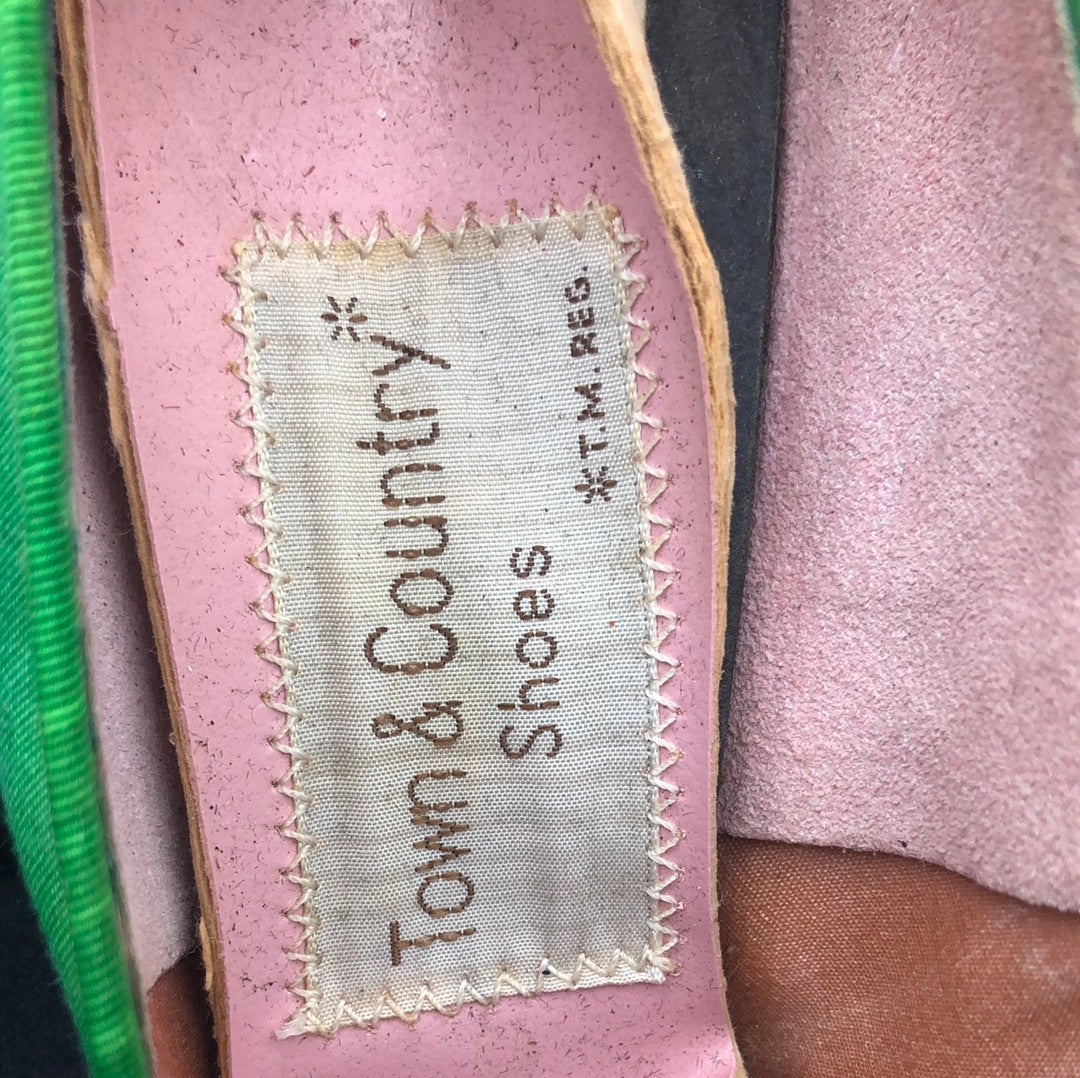 Town & Country*
Shoes
*T.M. REG.